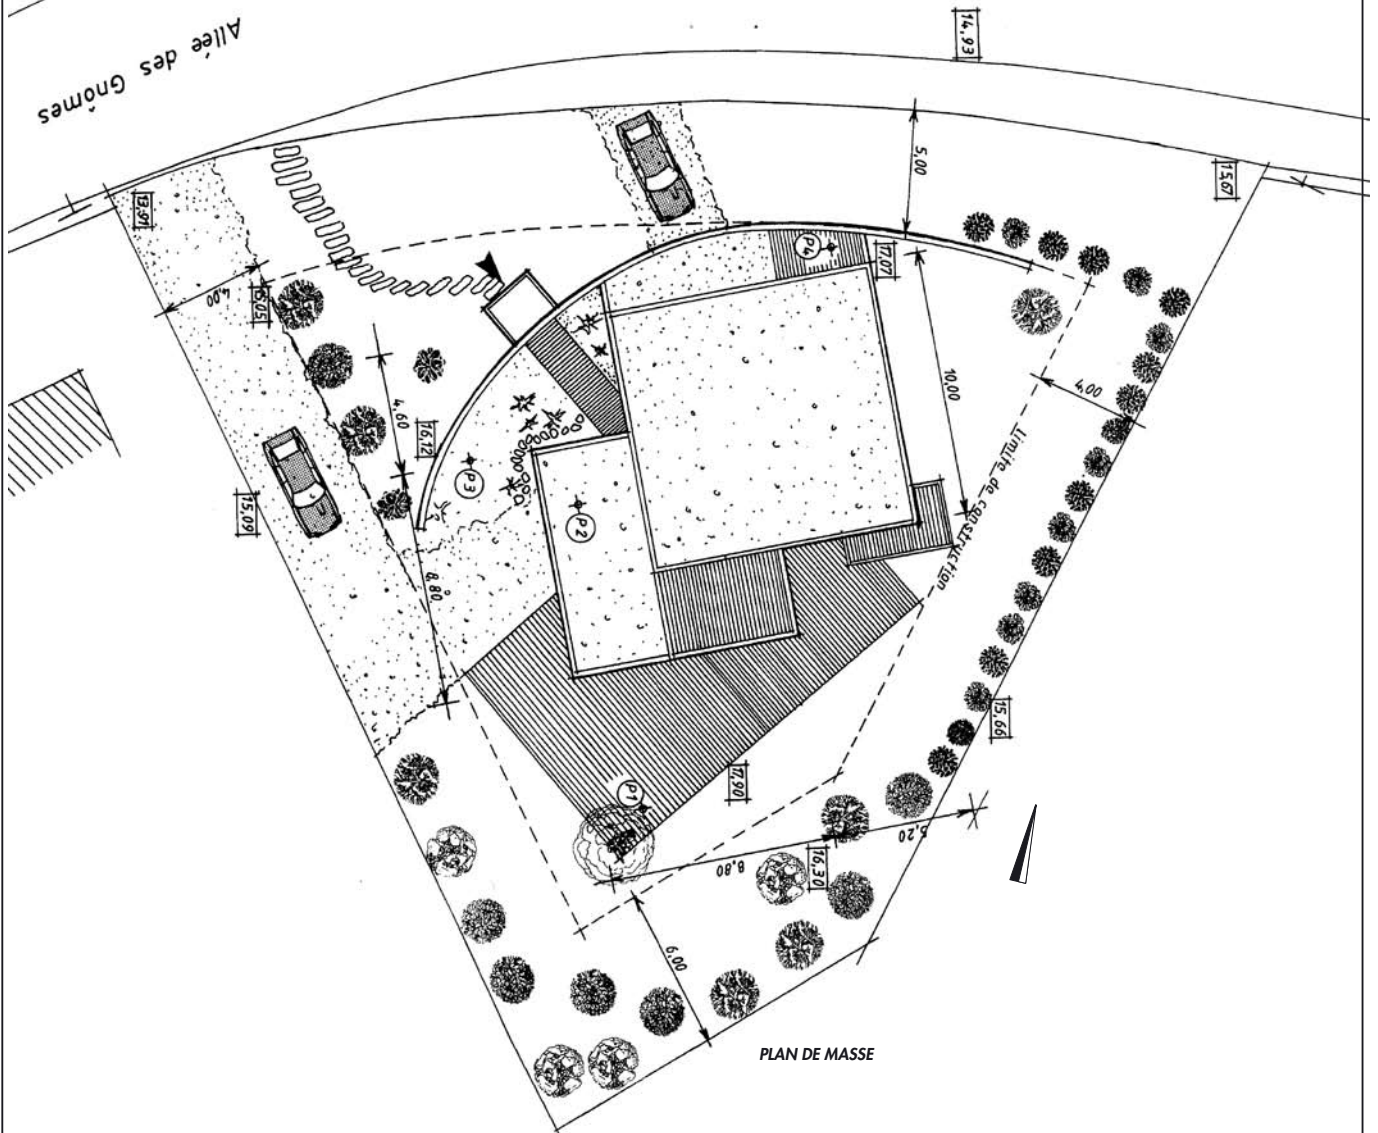 Allée des Gnômes
14,93
5,00
15,67
13,91
P4
17,07
4,00
15,05
10,00
4,00
4,60
16,12
limite de construction
P3
15,09
P2
8,80
15,66
17,90
P1
5,20
8,80
16,30
6,00
PLAN DE MASSE